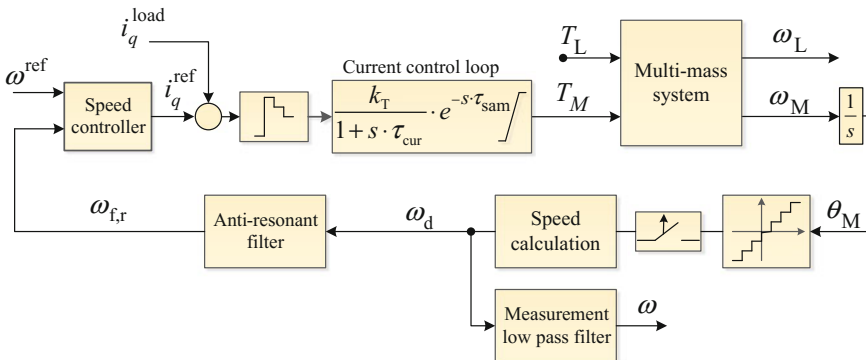 i_q^load
ω^ref
Speed
controller
i_q^ref
Current control loop
k_T / (1 + s · τ_cur) · e^(−s·τ_sam)
T_L
T_M
Multi-mass
system
ω_L
ω_M
1/s
ω_f,r
Anti-resonant
filter
ω_d
Speed
calculation
θ_M
Measurement
low pass filter
ω